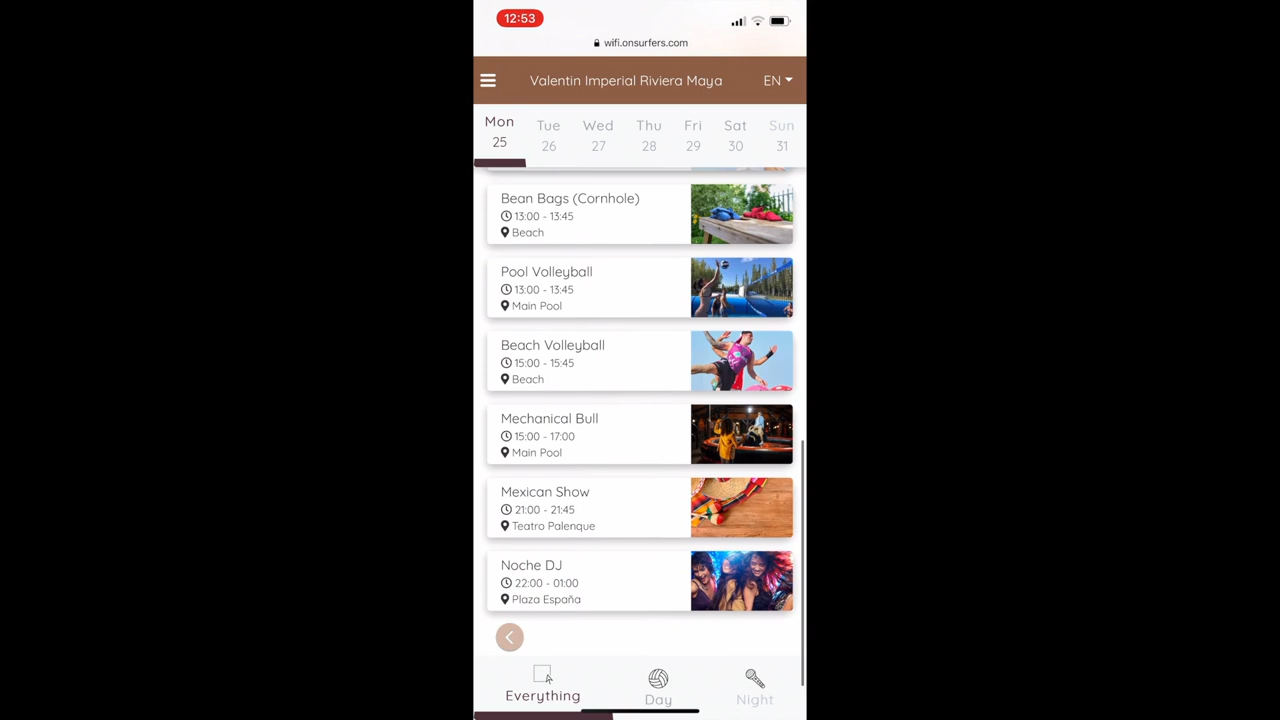 12:53
wifi.onsurfers.com
Valentin Imperial Riviera Maya
EN
Mon Tue Wed Thu Fri Sat Sun
25 26 27 28 29 30 31
Bean Bags (Cornhole)
13:00 - 13:45
Beach
Pool Volleyball
13:00 - 13:45
Main Pool
Beach Volleyball
15:00 - 15:45
Beach
Mechanical Bull
15:00 - 17:00
Main Pool
Mexican Show
21:00 - 21:45
Teatro Palenque
Noche DJ
22:00 - 01:00
Plaza España
Everything Day Night